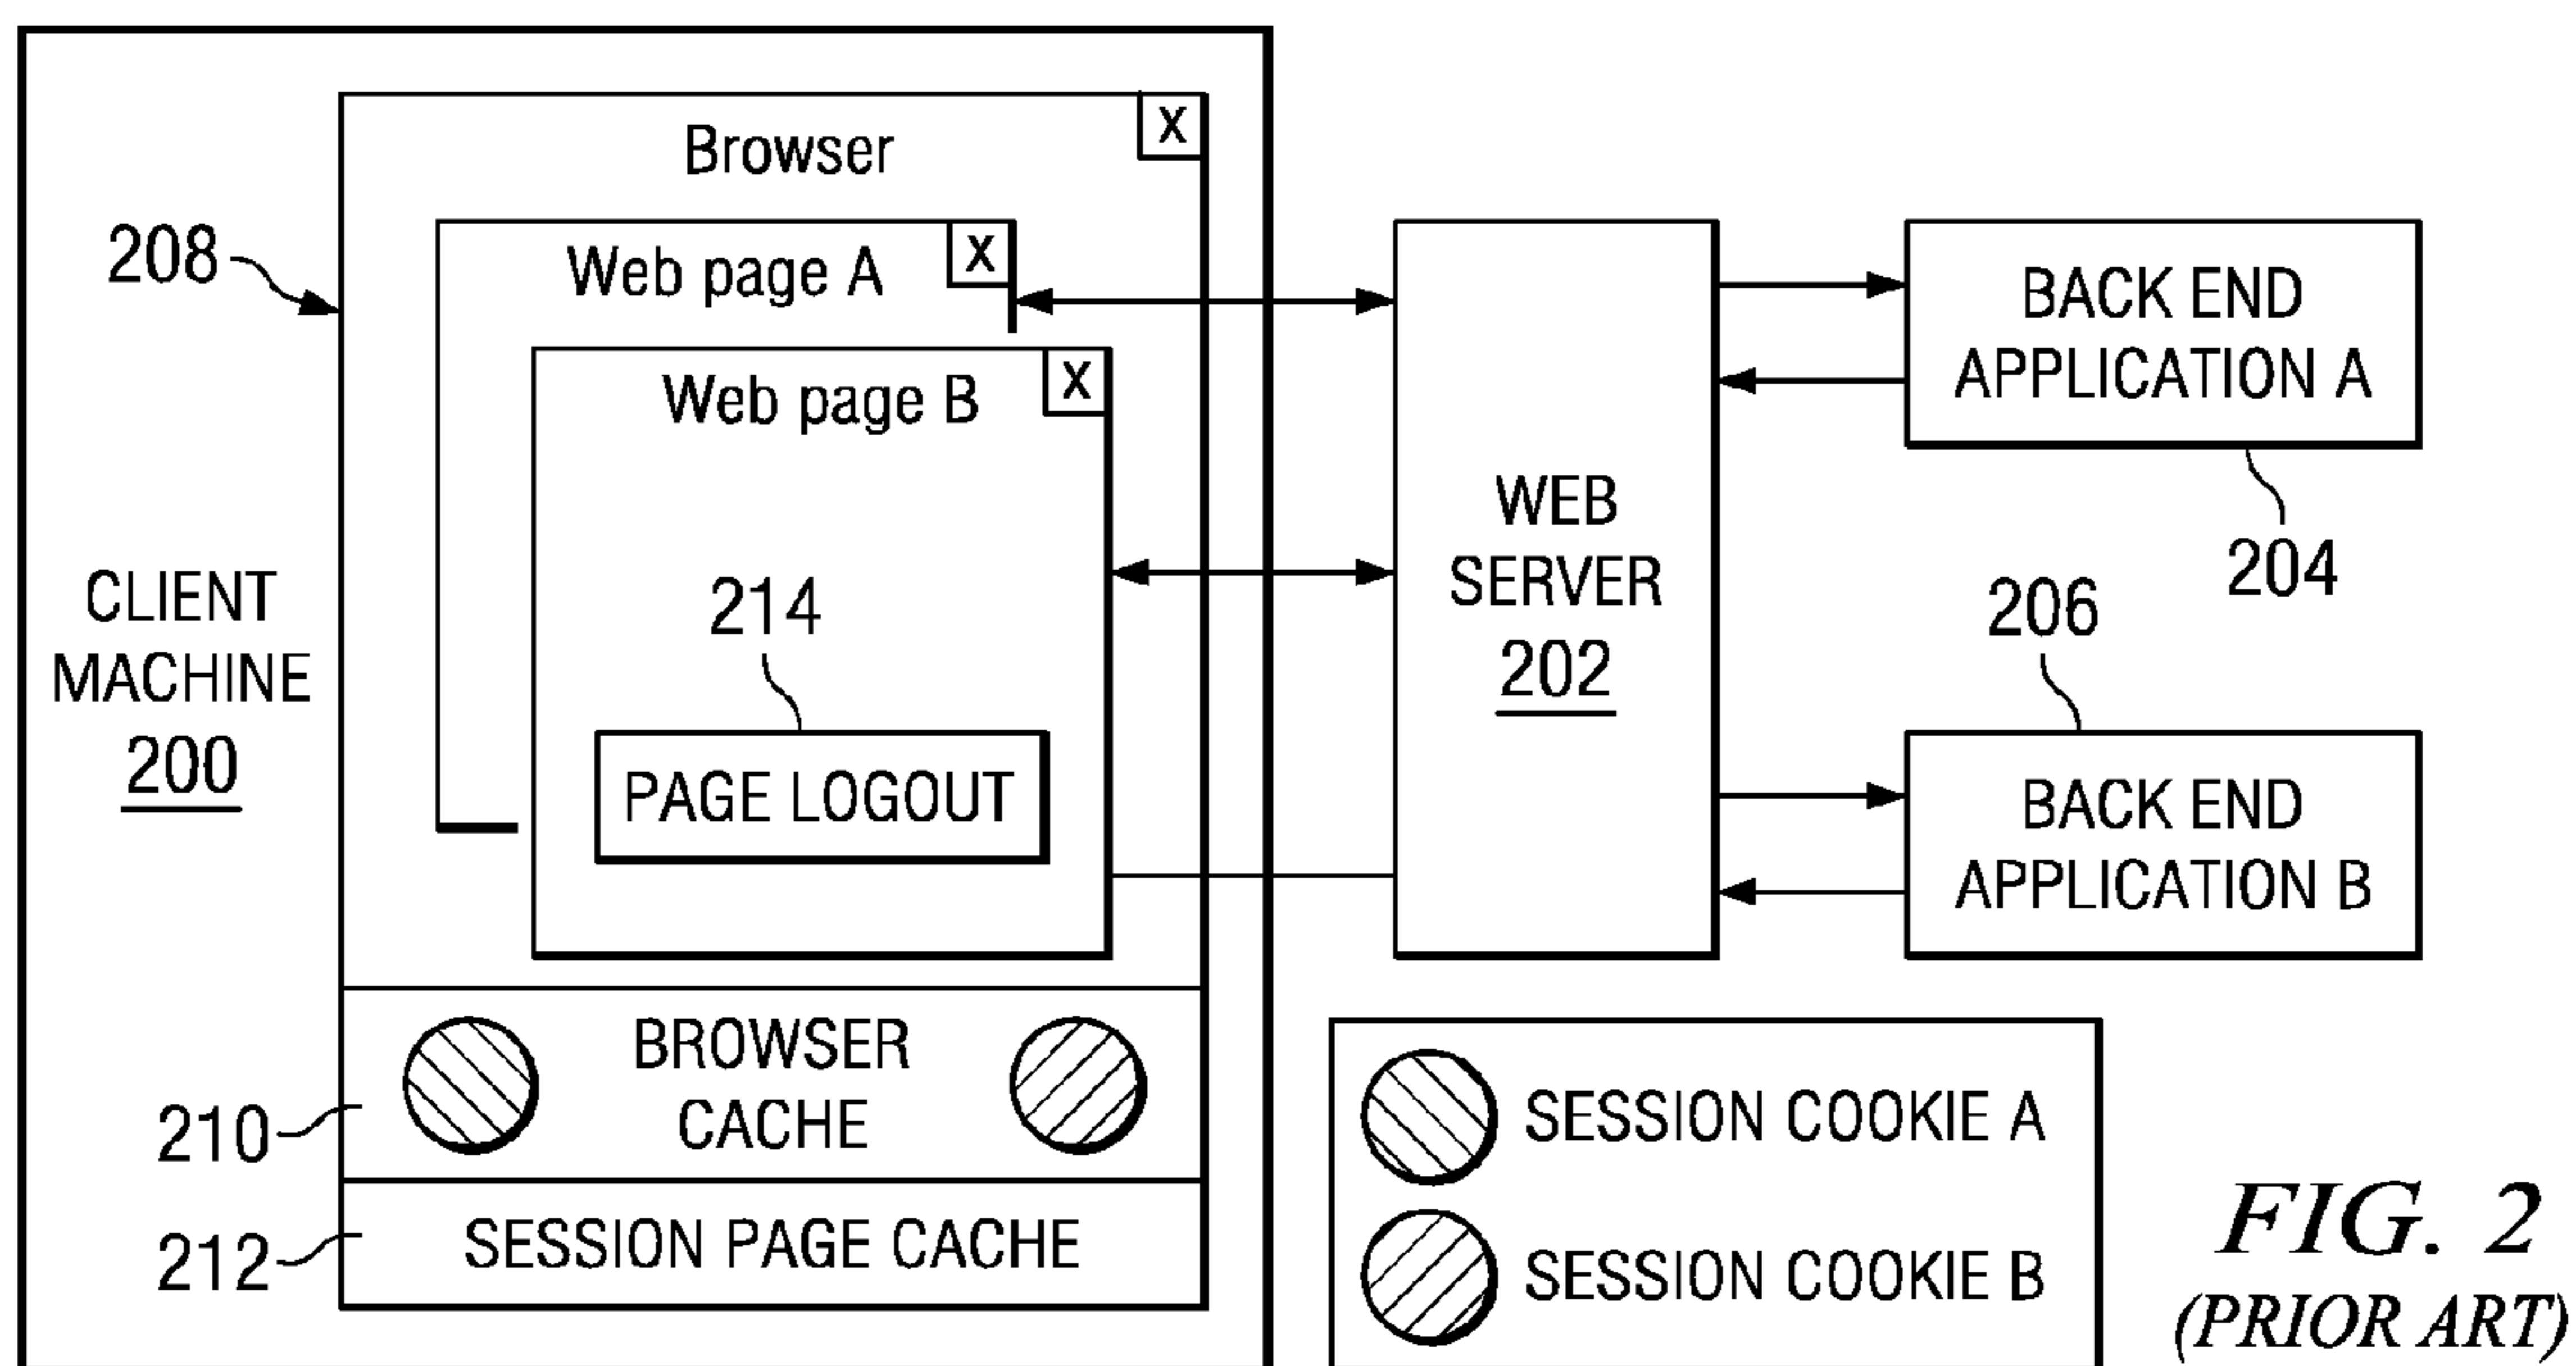 Browser
X
208
Web page A
X
Web page B
X
CLIENT
MACHINE
200
214
PAGE LOGOUT
BROWSER
CACHE
210
SESSION PAGE CACHE
212
WEB
SERVER
202
BACK END
APPLICATION A
204
206
BACK END
APPLICATION B
SESSION COOKIE A
SESSION COOKIE B
FIG. 2
(PRIOR ART)